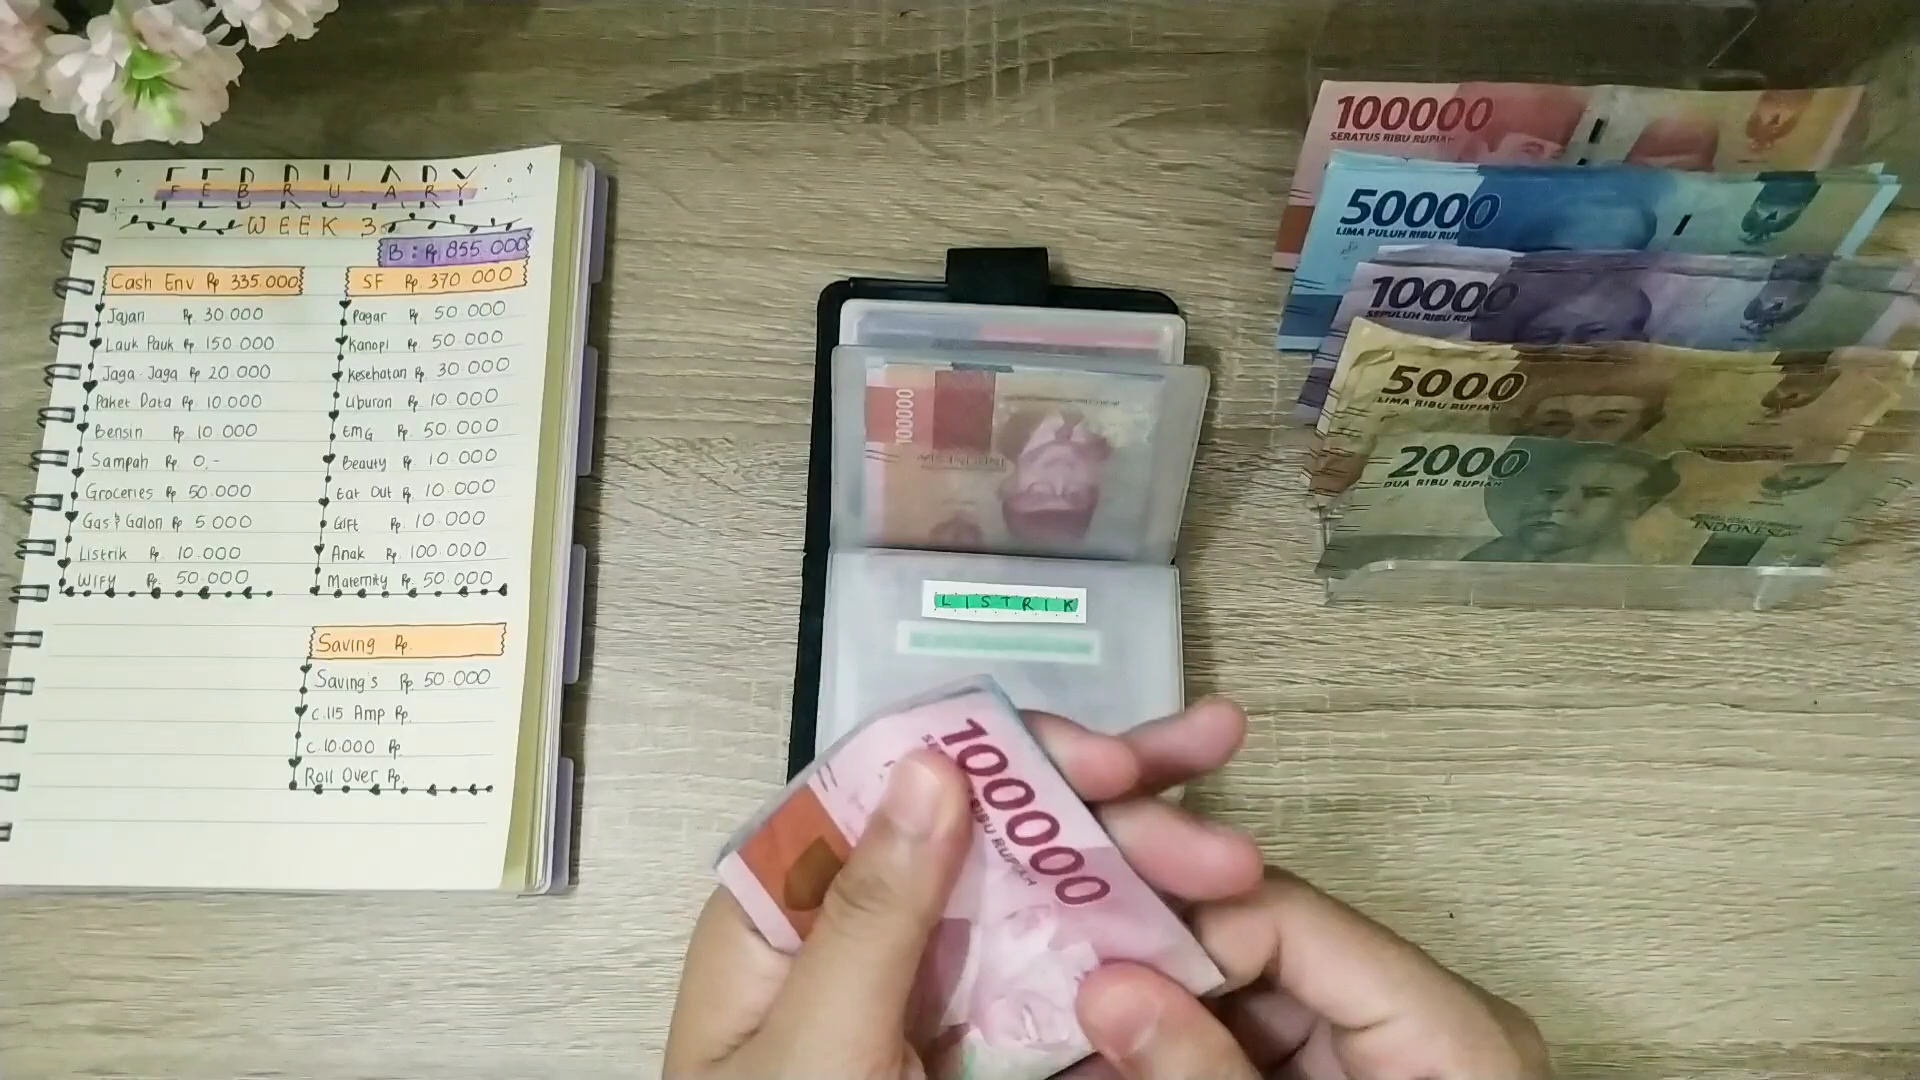 FEBRUARY
WEEK 3
B : Rp 855.000
Cash Env Rp 335.000
Jajan Rp 30.000
Lauk Pauk Rp 150.000
Jaga-Jaga Rp 20.000
Paket Data Rp 10.000
Bensin Rp 10.000
Sampah Rp 0,-
Groceries Rp 50.000
Gas & Galon Rp 5.000
Listrik Rp 10.000
WIFY Rp 50.000
SF Rp. 370 000
Pagar Rp 50.000
Kanopi Rp 50.000
Kesehatan Rp 30.000
Liburan Rp 10.000
EMG Rp. 50.000
Beauty Rp 10.000
Eat Out Rp. 10.000
Gift Rp. 10.000
Anak Rp. 100.000
Maternity Rp. 50.000
Saving Rp.
Saving's Rp. 50.000
c.115 Amp Rp.
c.10.000 Rp
Roll Over Rp.
100000
LISTRIK
100000
100000
SERATUS RIBU RUPIAH
50000
LIMA PULUH RIBU
10000
SEPULUH RIBU
5000
LIMA RIBU RUPIAH
2000
DUA RIBU RUPIAH
INDONESIA